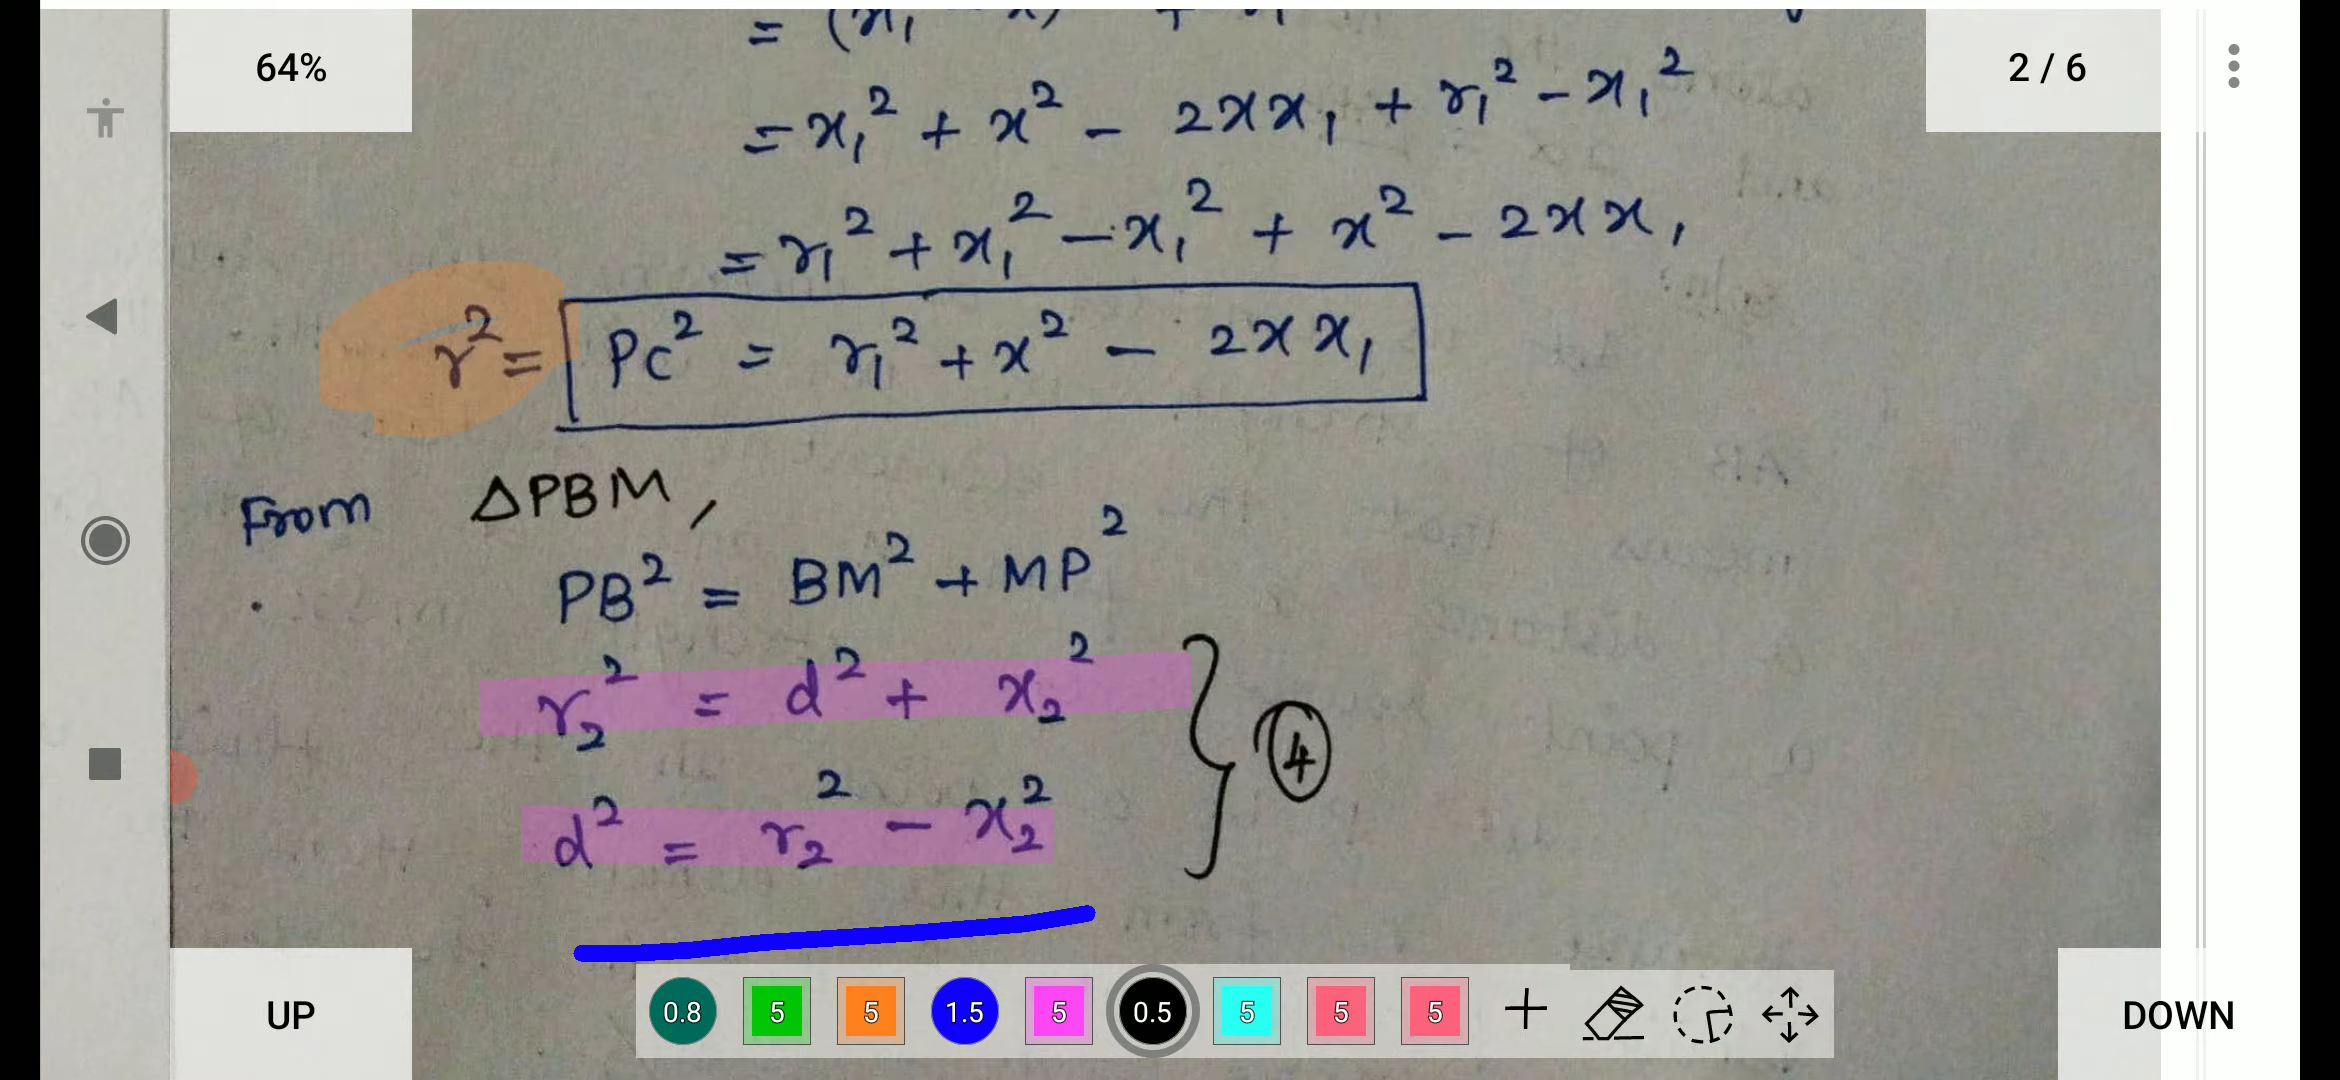 64%
2 / 6
= x₁² + x² - 2xx₁ + r₁² - x₁²
= r₁² + x₁² - x₁² + x² - 2xx₁
r² = PC² = r₁² + x² - 2xx₁
From ΔPBM,
PB² = BM² + MP²
r₂² = d² + x₂²
④
d² = r₂² - x₂²
UP
0.8 5 5 1.5 5 0.5 5 5 5
DOWN